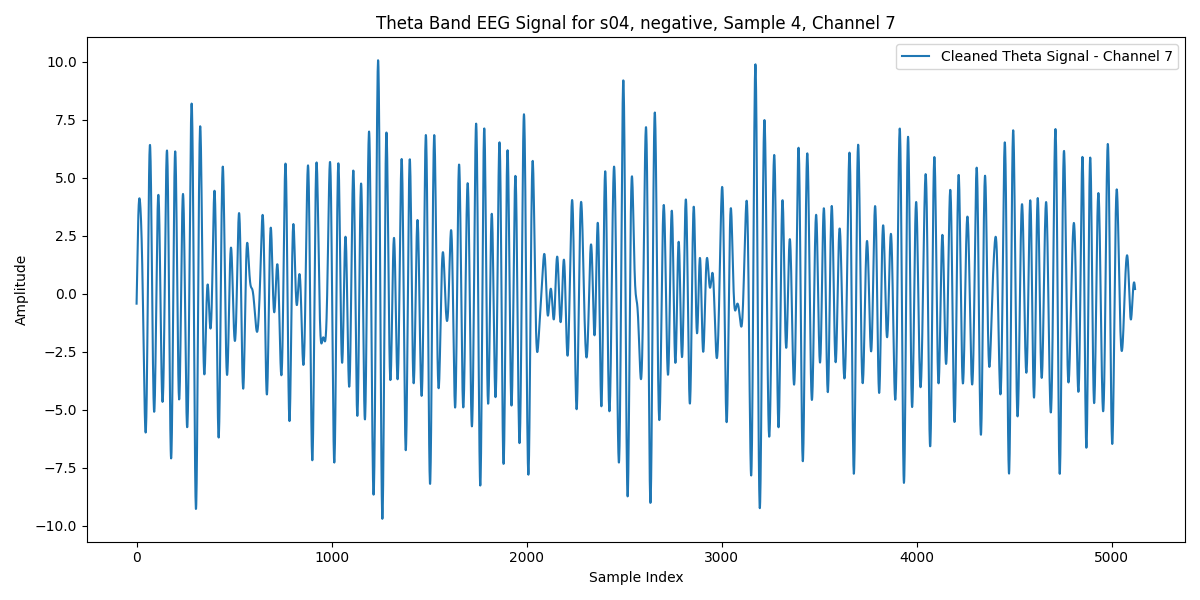 Theta Band EEG Signal for s04, negative, Sample 4, Channel 7
Cleaned Theta Signal - Channel 7
10.0
7.5
5.0
2.5
0.0
−2.5
−5.0
−7.5
−10.0
Amplitude
0 1000 2000 3000 4000 5000
Sample Index